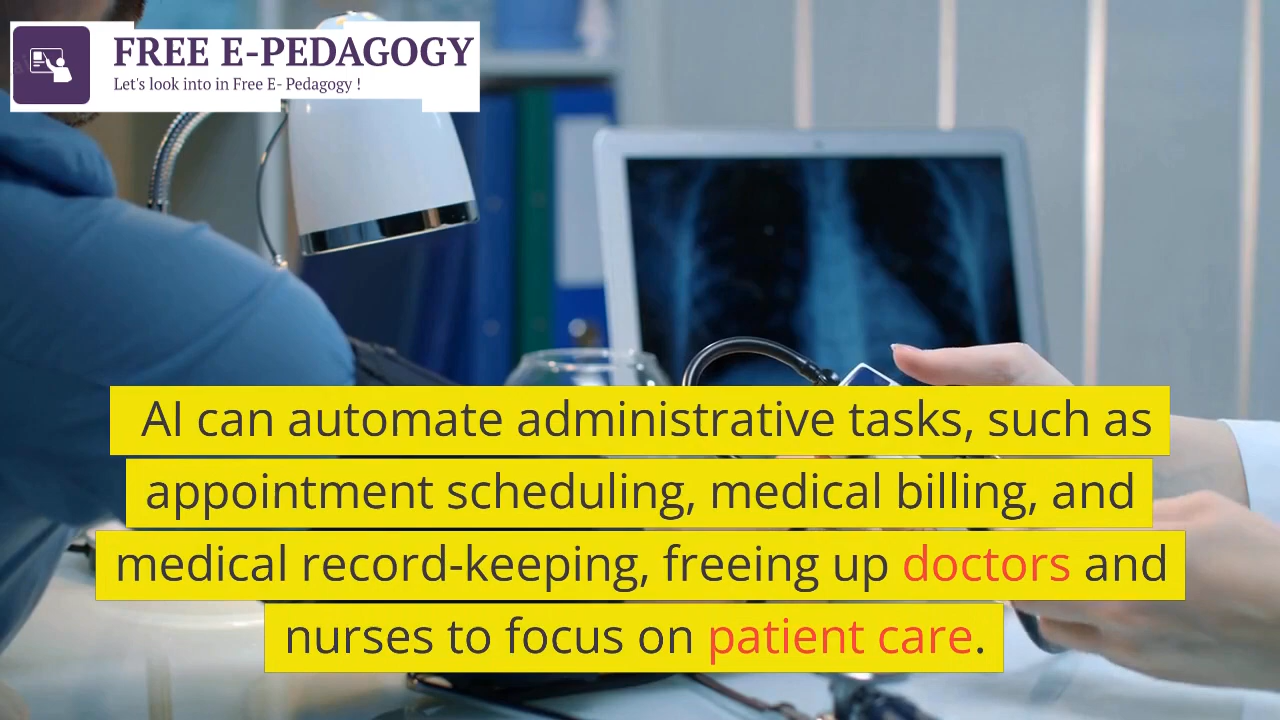 FREE E-PEDAGOGY
Let's look into in Free E- Pedagogy !
AI can automate administrative tasks, such as
appointment scheduling, medical billing, and
medical record-keeping, freeing up doctors and
nurses to focus on patient care.